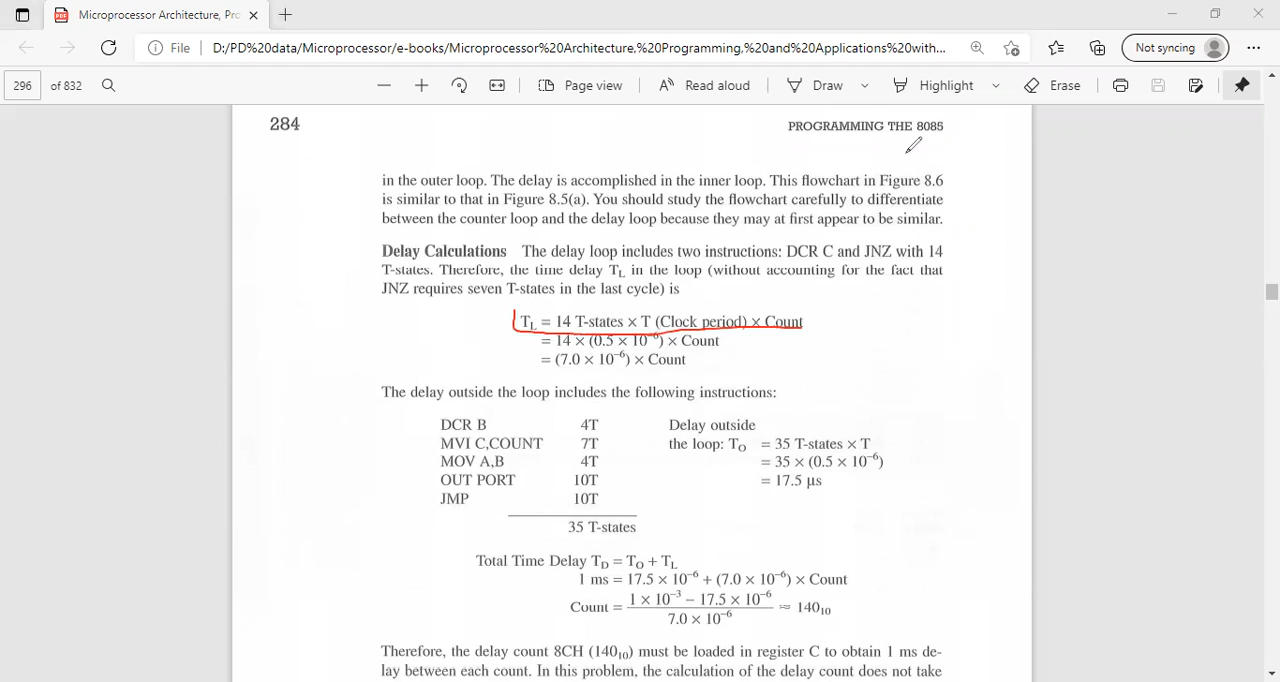 Microprocessor Architecture, Pro
File
D:/PD%20data/Microprocessor/e-books/Microprocessor%20Architecture,%20Programming,%20and%20Applications%20with...
Not syncing
296 of 832
Page view
Read aloud
Draw
Highlight
Erase
284
PROGRAMMING THE 8085
in the outer loop. The delay is accomplished in the inner loop. This flowchart in Figure 8.6
is similar to that in Figure 8.5(a). You should study the flowchart carefully to differentiate
between the counter loop and the delay loop because they may at first appear to be similar.
Delay Calculations The delay loop includes two instructions: DCR C and JNZ with 14
T-states. Therefore, the time delay T_L in the loop (without accounting for the fact that
JNZ requires seven T-states in the last cycle) is
T_L = 14 T-states × T (Clock period) × Count
= 14 × (0.5 × 10⁻⁶) × Count
= (7.0 × 10⁻⁶) × Count
The delay outside the loop includes the following instructions:
DCR B 4T Delay outside
MVI C,COUNT 7T the loop: T_O = 35 T-states × T
MOV A,B 4T = 35 × (0.5 × 10⁻⁶)
OUT PORT 10T = 17.5 µs
JMP 10T
35 T-states
Total Time Delay T_D = T_O + T_L
1 ms = 17.5 × 10⁻⁶ + (7.0 × 10⁻⁶) × Count
Count = 1 × 10⁻³ − 17.5 × 10⁻⁶ / 7.0 × 10⁻⁶ ≈ 140₁₀
Therefore, the delay count 8CH (140₁₀) must be loaded in register C to obtain 1 ms de-
lay between each count. In this problem, the calculation of the delay count does not take